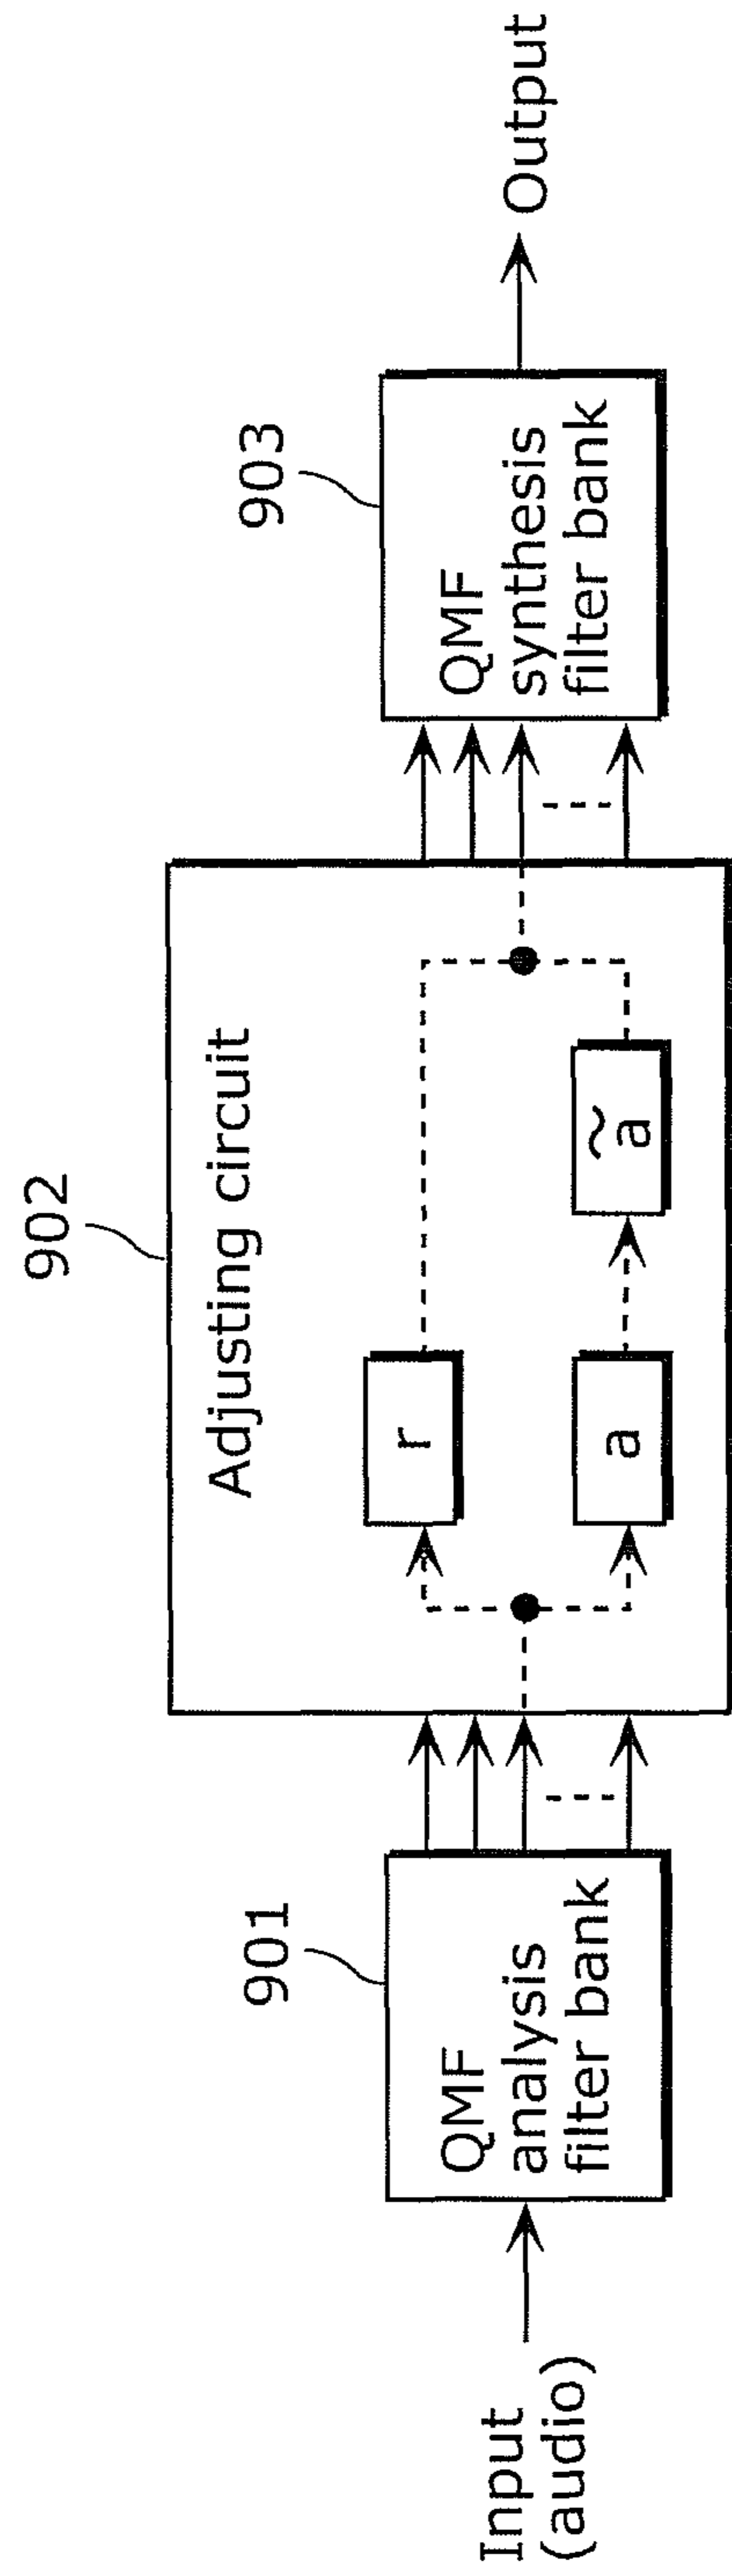 Input
(audio)
901
QMF
analysis
filter bank
902
Adjusting circuit
r
a
ã
903
QMF
synthesis
filter bank
Output